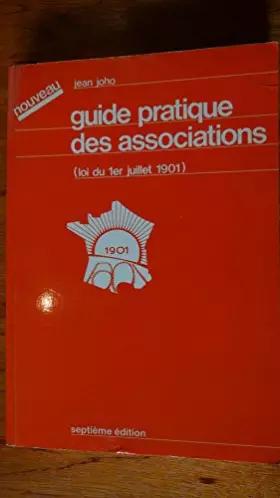 nouveau
jean joho
guide pratique
des associations
(loi du 1er juillet 1901)
1901
septième édition